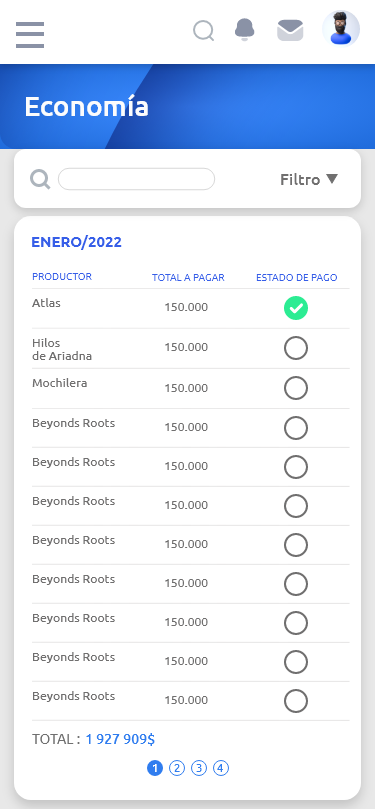 Economía
Filtro ▼
ENERO/2022
PRODUCTOR TOTAL A PAGAR ESTADO DE PAGO
Atlas 150.000
Hilos
de Ariadna 150.000
Mochilera 150.000
Beyonds Roots 150.000
Beyonds Roots 150.000
Beyonds Roots 150.000
Beyonds Roots 150.000
Beyonds Roots 150.000
Beyonds Roots 150.000
Beyonds Roots 150.000
Beyonds Roots 150.000
TOTAL : 1 927 909$
1 2 3 4